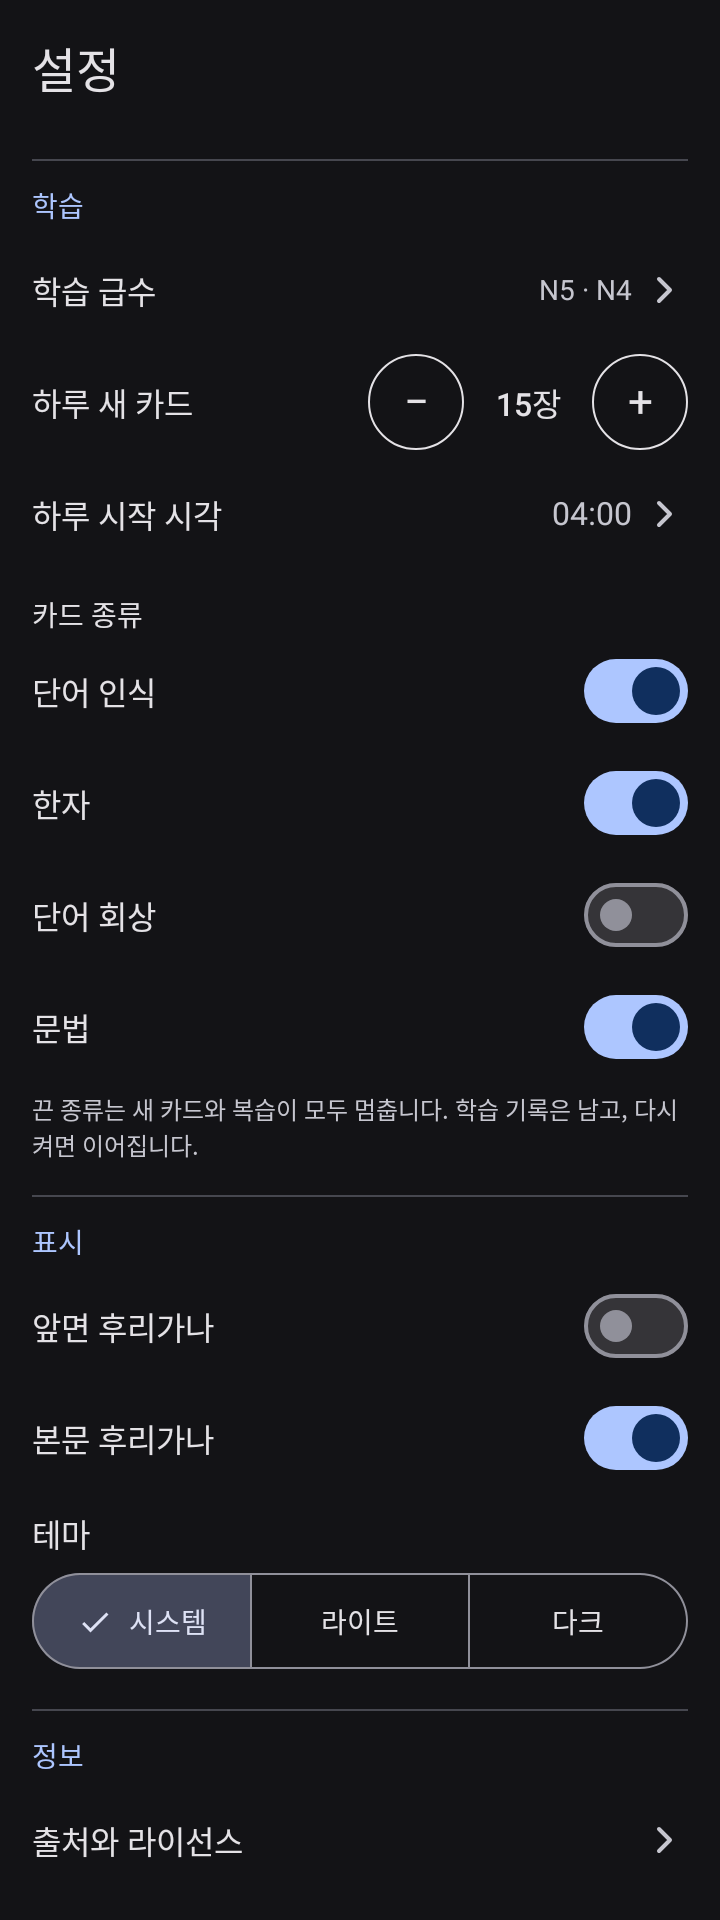 설정
학습
학습 급수 N5 · N4
하루 새 카드 − 15장 +
하루 시작 시각 04:00
카드 종류
단어 인식
한자
단어 회상
문법
끈 종류는 새 카드와 복습이 모두 멈춥니다. 학습 기록은 남고, 다시
켜면 이어집니다.
표시
앞면 후리가나
본문 후리가나
테마
시스템 라이트 다크
정보
출처와 라이선스